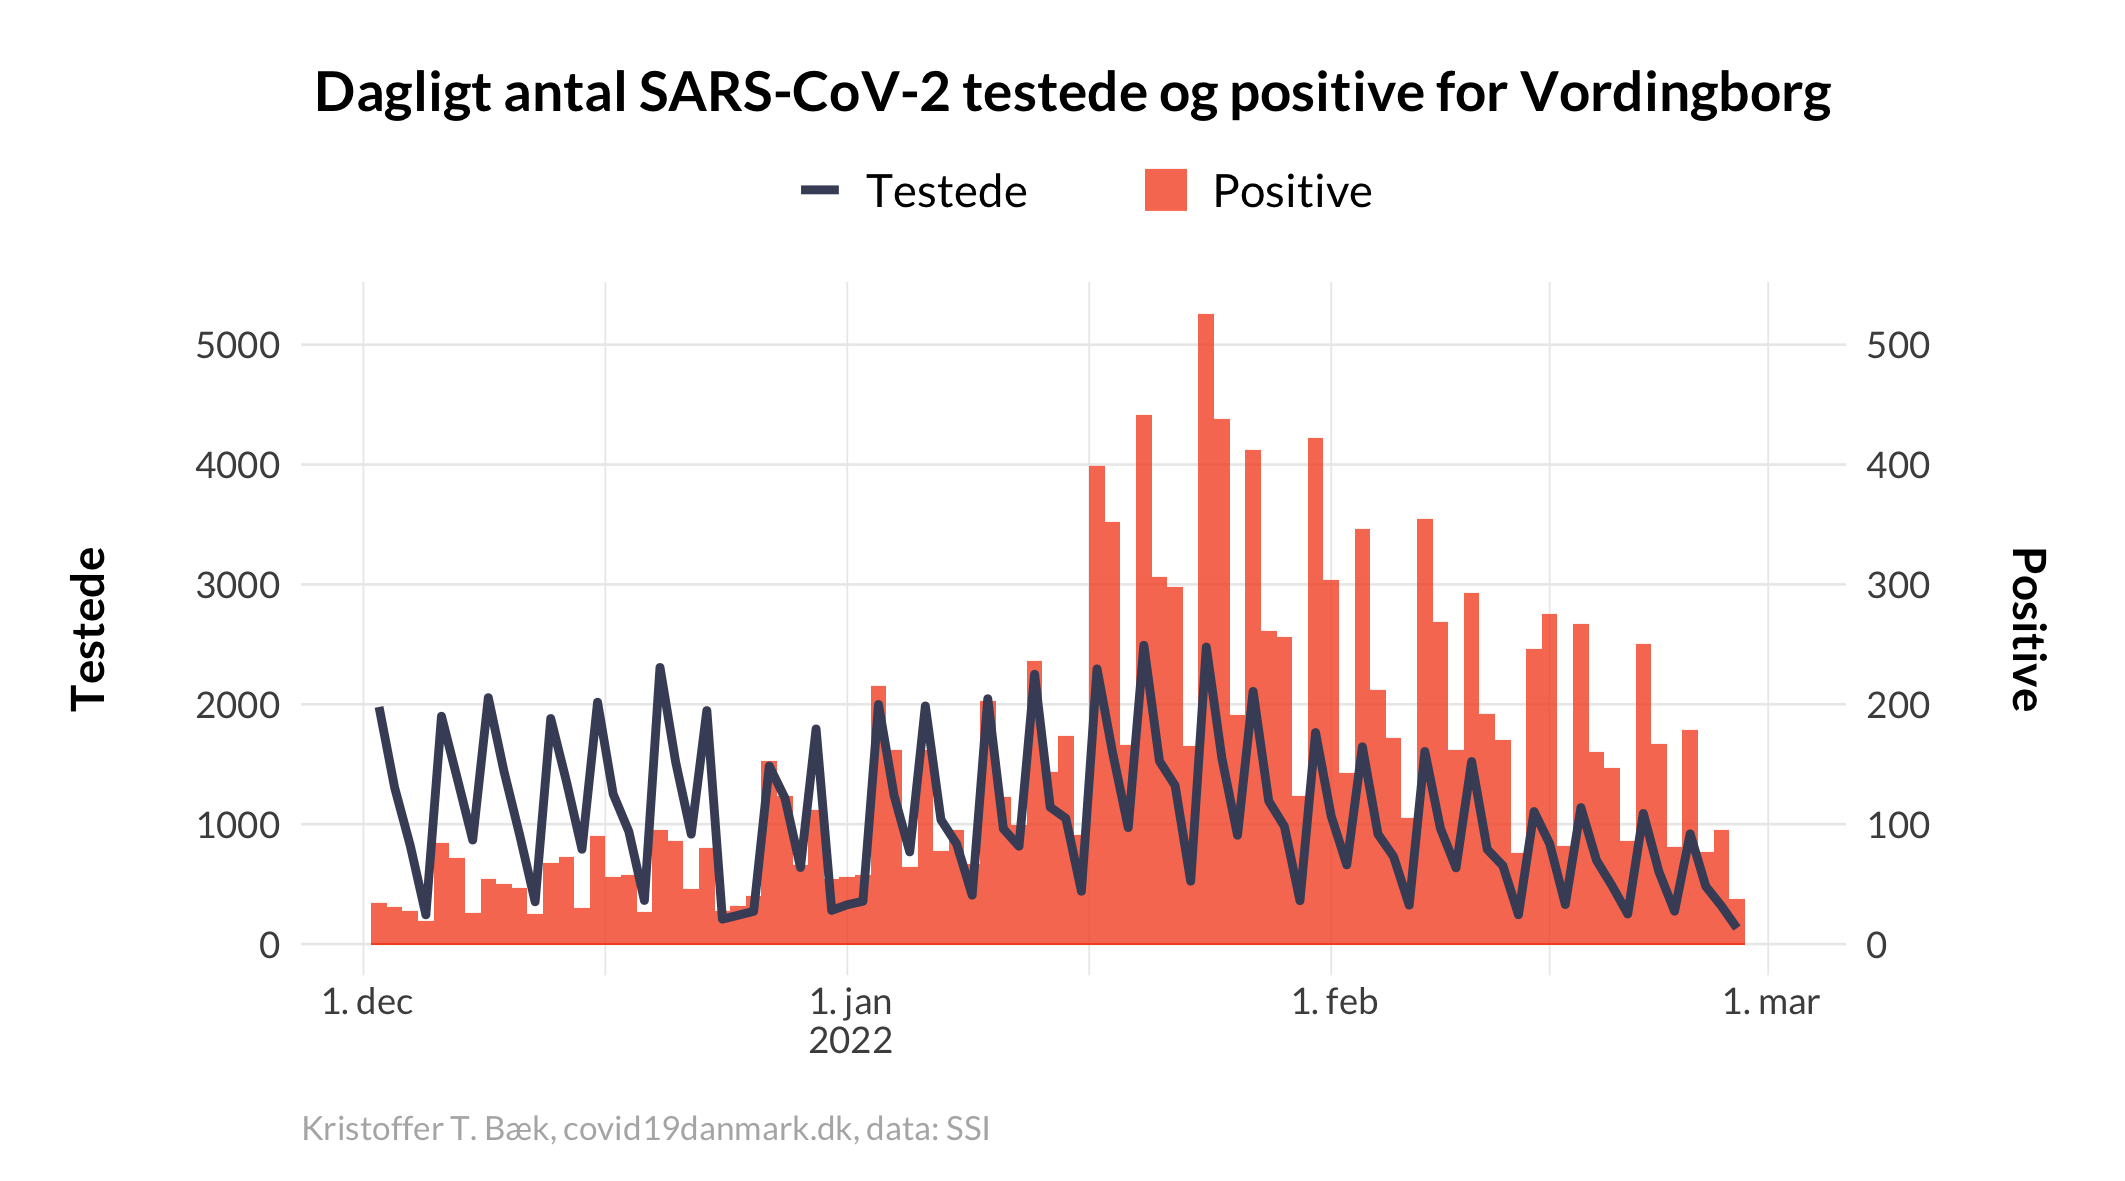 Dagligt antal SARS-CoV-2 testede og positive for Vordingborg
Testede
Positive
5000
4000
3000
2000
1000
0
Testede
500
400
300
200
100
0
Positive
1. dec
1. jan
2022
1. feb
1. mar
Kristoffer T. Bæk, covid19danmark.dk, data: SSI